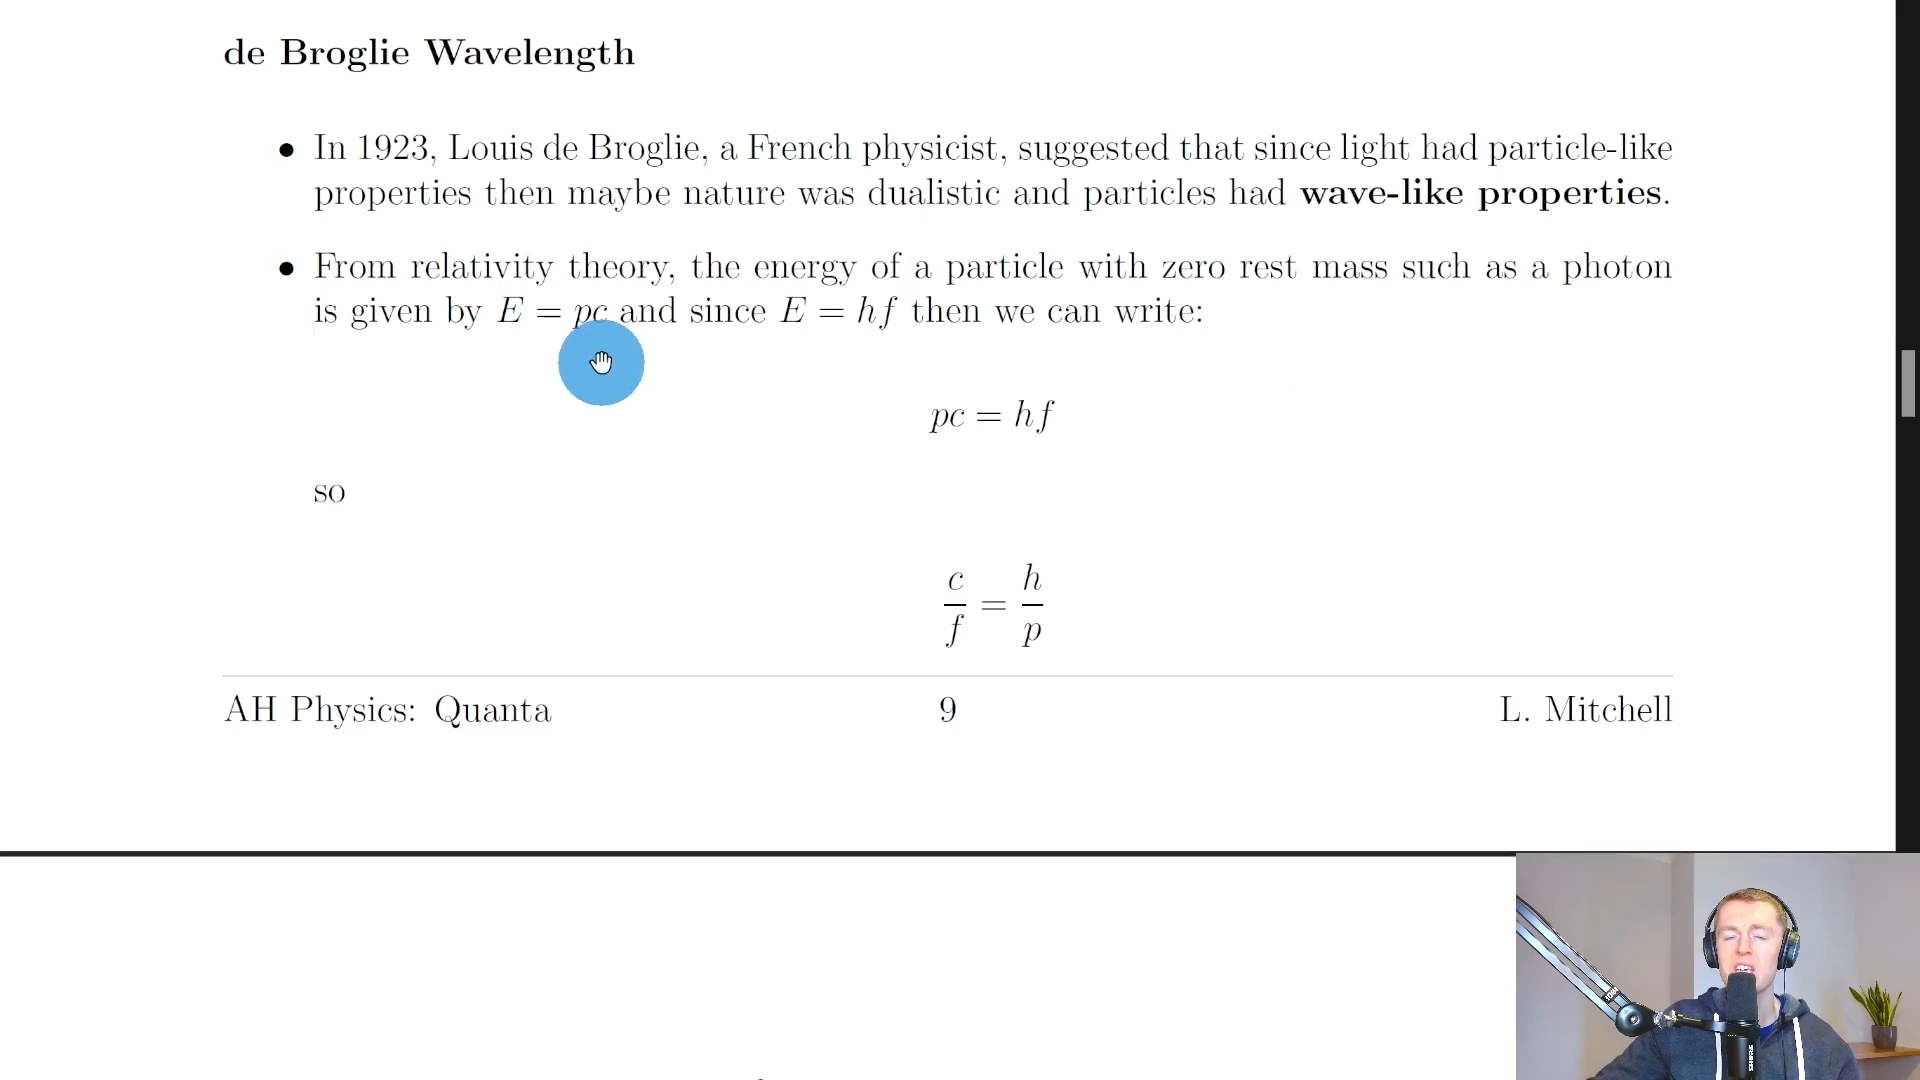 de Broglie Wavelength
• In 1923, Louis de Broglie, a French physicist, suggested that since light had particle-like
properties then maybe nature was dualistic and particles had wave-like properties.
• From relativity theory, the energy of a particle with zero rest mass such as a photon
is given by E = pc and since E = hf then we can write:
pc = hf
so
c/f = h/p
AH Physics: Quanta 9 L. Mitchell